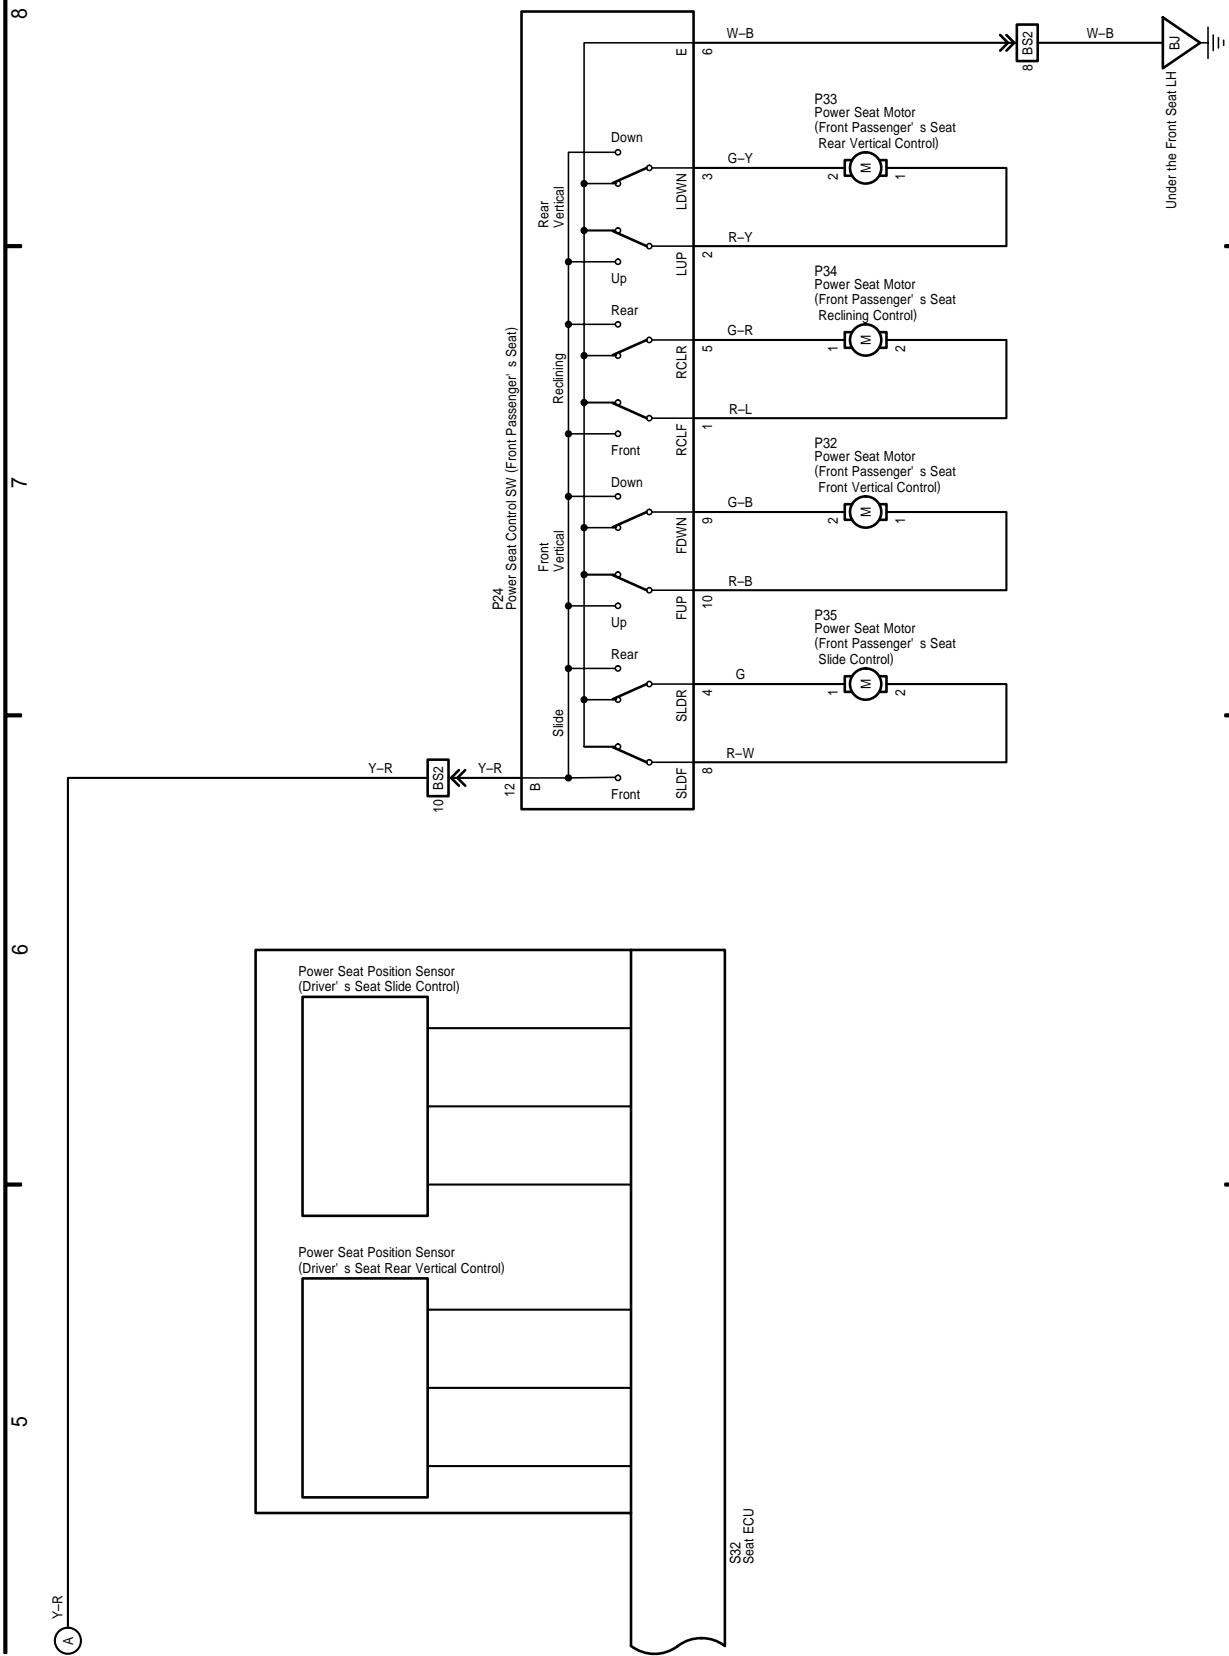 8
W–B
E
6
BS2
8
W–B
BJ
Under the Front Seat LH
P33
Power Seat Motor
(Front Passenger' s Seat
Rear Vertical Control)
Down
G–Y
LDWN
3
2
M
1
Rear
Vertical
R–Y
LUP
2
Up
P34
Power Seat Motor
(Front Passenger' s Seat
Reclining Control)
Rear
G–R
RCLR
5
1
M
2
Reclining
R–L
RCLF
1
Front
P24
Power Seat Control SW (Front Passenger' s Seat)
7
P32
Power Seat Motor
(Front Passenger' s Seat
Front Vertical Control)
Down
G–B
FDWN
9
2
M
1
Front
Vertical
R–B
FUP
10
Up
P35
Power Seat Motor
(Front Passenger' s Seat
Slide Control)
Rear
G
SLDR
4
1
M
2
Slide
R–W
SLDF
8
Front
Y–R
BS2
10
Y–R
12
B
6
Power Seat Position Sensor
(Driver' s Seat Slide Control)
Power Seat Position Sensor
(Driver' s Seat Rear Vertical Control)
5
S32
Seat ECU
Y–R
A